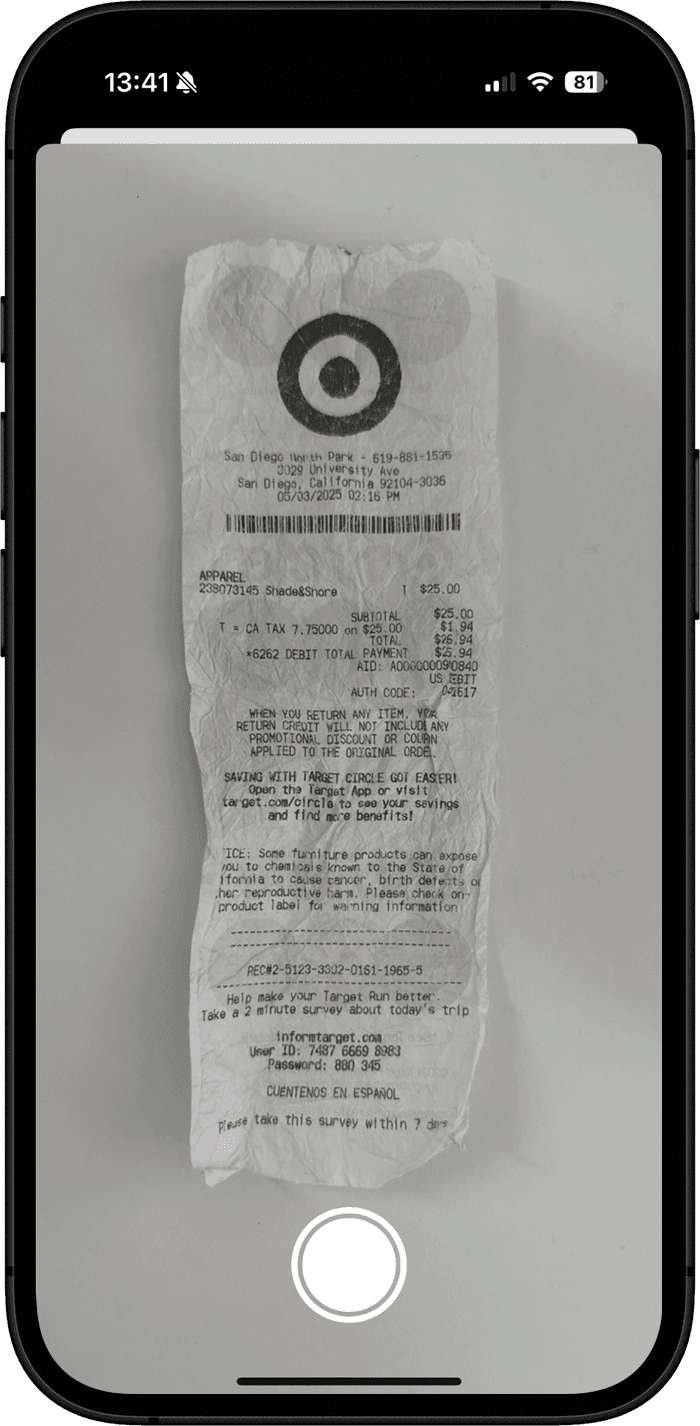 13:41
81
San Diego North Park - 619-881-1535
3029 University Ave
San Diego, California 92104-3036
05/03/2025 02:16 PM
APPAREL
238073145 Shade&Shore T $25.00
SUBTOTAL $25.00
T = CA TAX 7.75000 on $25.00 $1.94
TOTAL $26.94
*6262 DEBIT TOTAL PAYMENT $26.94
AID: A0000000980840
US DEBIT
AUTH CODE:
WHEN YOU RETURN ANY ITEM, YOUR
RETURN CREDIT WILL NOT INCLUDE ANY
PROMOTIONAL DISCOUNT OR COUPON
APPLIED TO THE ORIGINAL ORDER.
SAVING WITH TARGET CIRCLE GOT EASIER!
Open the Target App or visit
target.com/circle to see your savings
and find more benefits!
ICE: Some furniture products can expose
you to chemicals known to the State of
ifornia to cause cancer, birth defects or
her reproductive harm. Please check on-
product label for warning information
REC#2-5123-3302-0161-1965-5
Help make your Target Run better.
Take a 2 minute survey about today's trip
informtarget.com
User ID: 7487 6669 8983
Password: 880 345
CUÉNTENOS EN ESPAÑOL
Please take this survey within 7 days